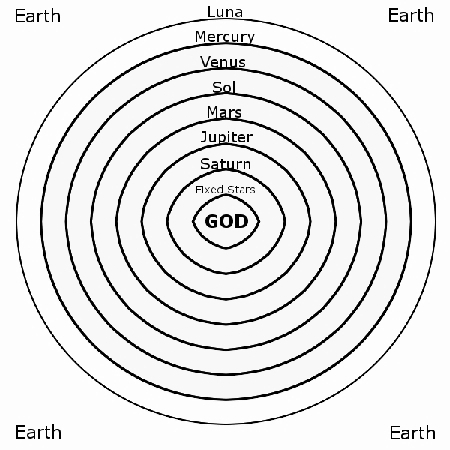 Luna
Earth
Earth
Mercury
Venus
Sol
Mars
Jupiter
Saturn
Fixed Stars
GOD
Earth
Earth